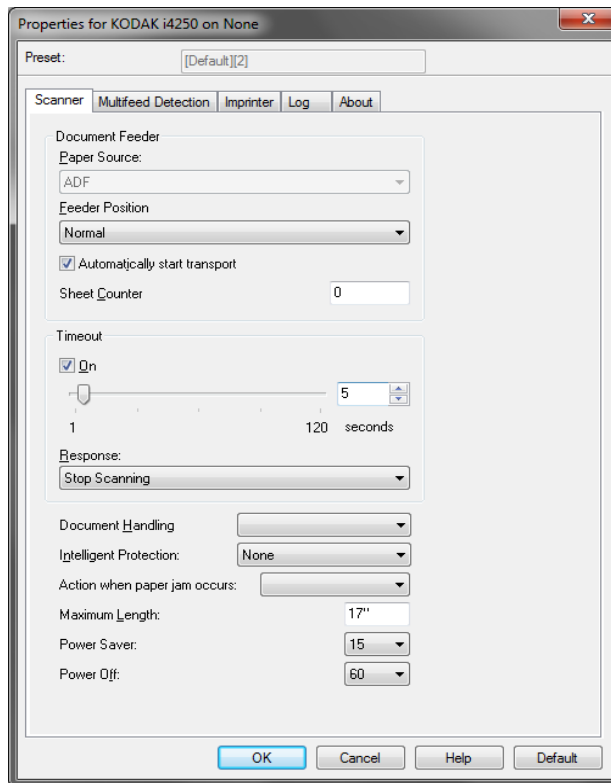 Properties for KODAK i4250 on None
Preset: [Default][2]
Scanner Multifeed Detection Imprinter Log About
Document Feeder
Paper Source:
ADF
Feeder Position
Normal
Automatically start transport
Sheet Counter 0
Timeout
On
5
1 120 seconds
Response:
Stop Scanning
Document Handling
Intelligent Protection: None
Action when paper jam occurs:
Maximum Length: 17"
Power Saver: 15
Power Off: 60
OK Cancel Help Default